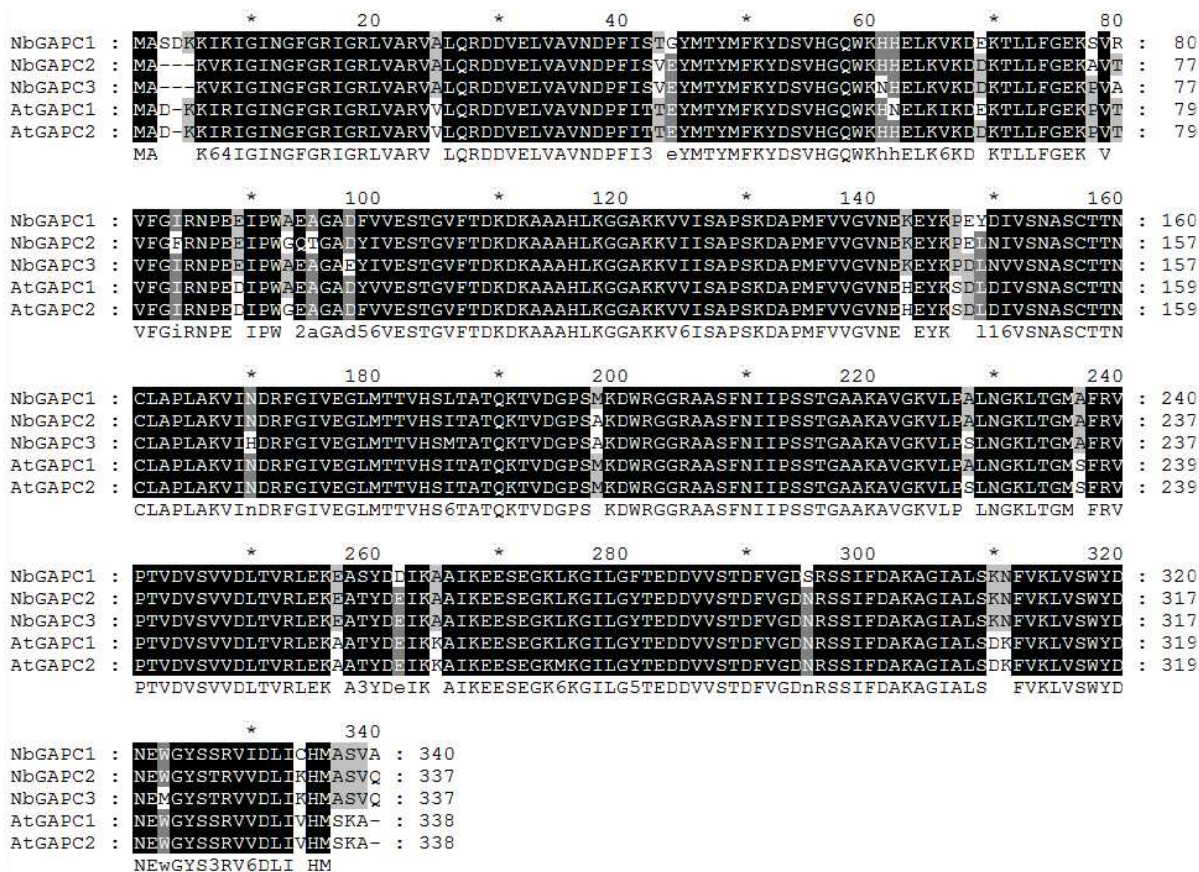 * 20 * 40 * 60 * 80
NbGAPC1 : MASDKKIKIGINGFGRIGRLVARVALQRDDVELVAVNDPFISTGYMTYMFKYDSVHGQWKHHELKVKDEKTLLFGEKSVR : 80
NbGAPC2 : MA---KVKIGINGFGRIGRLVARVALQRDDVELVAVNDPFISVEYMTYMFKYDSVHGQWKHHELKVKDDKTLLFGEKAVT : 77
NbGAPC3 : MA---KVKIGINGFGRIGRLVARVALQRDDVELVAVNDPFISVEYMTYMFKYDSVHGQWKNHELKVKDDKTLLFGEKPVA : 77
AtGAPC1 : MAD-KKIRIGINGFGRIGRLVARVVLQRDDVELVAVNDPFITTEYMTYMFKYDSVHGQWKHNELKIKDEKTLLFGEKPVT : 79
AtGAPC2 : MAD-KKIRIGINGFGRIGRLVARVVLQRDDVELVAVNDPFITTEYMTYMFKYDSVHGQWKHHELKVKDDKTLLFGEKPVT : 79
MA K64IGINGFGRIGRLVARV LQRDDVELVAVNDPFI3 eYMTYMFKYDSVHGQWKhhELK6KD KTLLFGEK V
* 100 * 120 * 140 * 160
NbGAPC1 : VFGIRNPEEIPWAEAGADFVVESTGVFTDKDKAAAHLKGGAKKVVISAPSKDAPMFVVGVNEKEYKPEYDIVSNASCTTN : 160
NbGAPC2 : VFGFRNPEEIPWGQTGADYIVESTGVFTDKDKAAAHLKGGAKKVIISAPSKDAPMFVVGVNEKEYKPELNIVSNASCTTN : 157
NbGAPC3 : VFGIRNPEEIPWAEAGAEYIVESTGVFTDKDKAAAHLKGGAKKVIISAPSKDAPMFVVGVNEKEYKPDLNVVSNASCTTN : 157
AtGAPC1 : VFGIRNPEDIPWAEAGADYVVESTGVFTDKDKAAAHLKGGAKKVVISAPSKDAPMFVVGVNEHEYKSDLDIVSNASCTTN : 159
AtGAPC2 : VFGIRNPEDIPWGEAGADFVVESTGVFTDKDKAAAHLKGGAKKVVISAPSKDAPMFVVGVNEHEYKSDLDIVSNASCTTN : 159
VFGiRNPE IPW 2aGAd56VESTGVFTDKDKAAAHLKGGAKKV6ISAPSKDAPMFVVGVNE EYK l16VSNASCTTN
* 180 * 200 * 220 * 240
NbGAPC1 : CLAPLAKVINDRFGIVEGLMTTVHSLTATQKTVDGPSMKDWRGGRAASFNIIPSSTGAAKAVGKVLPALNGKLTGMAFRV : 240
NbGAPC2 : CLAPLAKVINDRFGIVEGLMTTVHSITATQKTVDGPSAKDWRGGRAASFNIIPSSTGAAKAVGKVLPALNGKLTGMAFRV : 237
NbGAPC3 : CLAPLAKVIHDRFGIVEGLMTTVHSMTATQKTVDGPSAKDWRGGRAASFNIIPSSTGAAKAVGKVLPSLNGKLTGMAFRV : 237
AtGAPC1 : CLAPLAKVINDRFGIVEGLMTTVHSITATQKTVDGPSMKDWRGGRAASFNIIPSSTGAAKAVGKVLPALNGKLTGMSFRV : 239
AtGAPC2 : CLAPLAKVINDRFGIVEGLMTTVHSITATQKTVDGPSMKDWRGGRAASFNIIPSSTGAAKAVGKVLPSLNGKLTGMSFRV : 239
CLAPLAKVInDRFGIVEGLMTTVHS6TATQKTVDGPS KDWRGGRAASFNIIPSSTGAAKAVGKVLP LNGKLTGM FRV
* 260 * 280 * 300 * 320
NbGAPC1 : PTVDVSVVDLTVRLEKEASYDDIKAAIKEESEGKLKGILGFTEDDVVSTDFVGDSRSSIFDAKAGIALSKNFVKLVSWYD : 320
NbGAPC2 : PTVDVSVVDLTVRLEKEATYDEIKAAIKEESEGKLKGILGYTEDDVVSTDFVGDNRSSIFDAKAGIALSKNFVKLVSWYD : 317
NbGAPC3 : PTVDVSVVDLTVRLEKEATYDEIKAAIKEESEGKLKGILGYTEDDVVSTDFVGDNRSSIFDAKAGIALSKNFVKLVSWYD : 317
AtGAPC1 : PTVDVSVVDLTVRLEKAATYDEIKKAIKEESEGKLKGILGYTEDDVVSTDFVGDNRSSIFDAKAGIALSDKFVKLVSWYD : 319
AtGAPC2 : PTVDVSVVDLTVRLEKAATYDEIKKAIKEESEGKMKGILGYTEDDVVSTDFVGDNRSSIFDAKAGIALSDKFVKLVSWYD : 319
PTVDVSVVDLTVRLEK A3YDeIK AIKEESEGK6KGILG5TEDDVVSTDFVGDnRSSIFDAKAGIALS FVKLVSWYD
* 340
NbGAPC1 : NEWGYSSRVIDLICHMASVA : 340
NbGAPC2 : NEWGYSTRVVDLIKHMASVQ : 337
NbGAPC3 : NEMGYSTRVVDLIKHMASVQ : 337
AtGAPC1 : NEWGYSSRVVDLIVHMSKA- : 338
AtGAPC2 : NEWGYSSRVVDLIVHMSKA- : 338
NEwGYS3RV6DLI HM